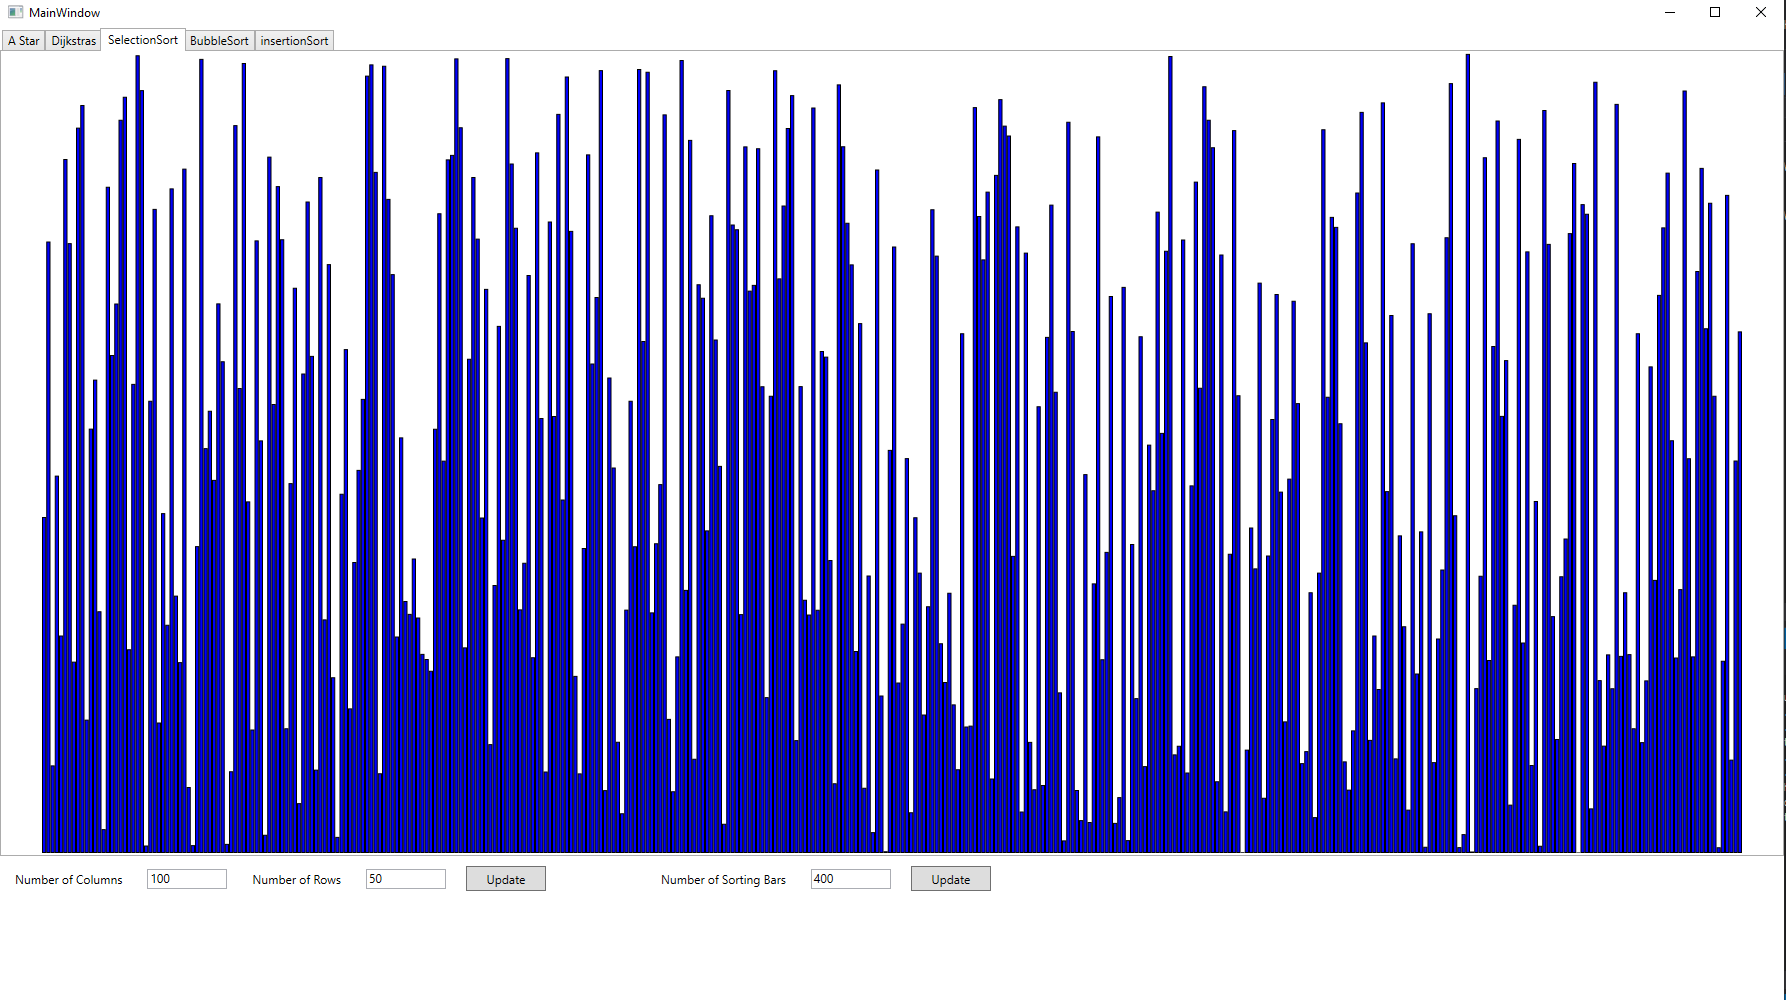 MainWindow
A Star Dijkstras SelectionSort BubbleSort insertionSort
Number of Columns 100 Number of Rows 50 Update Number of Sorting Bars 400 Update